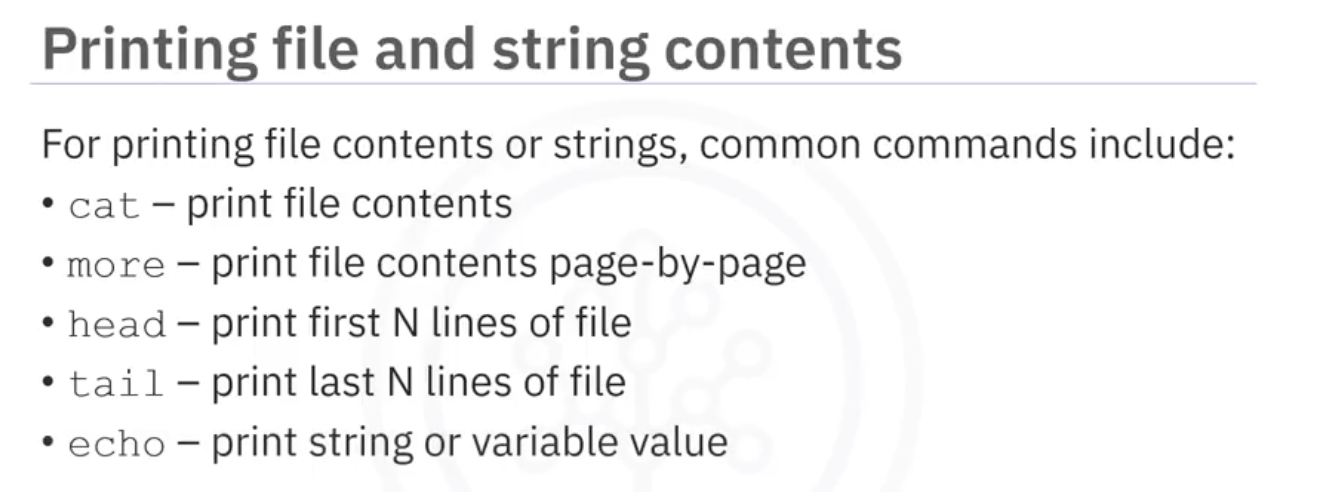 Printing file and string contents
For printing file contents or strings, common commands include:
• cat – print file contents
• more – print file contents page-by-page
• head – print first N lines of file
• tail – print last N lines of file
• echo – print string or variable value